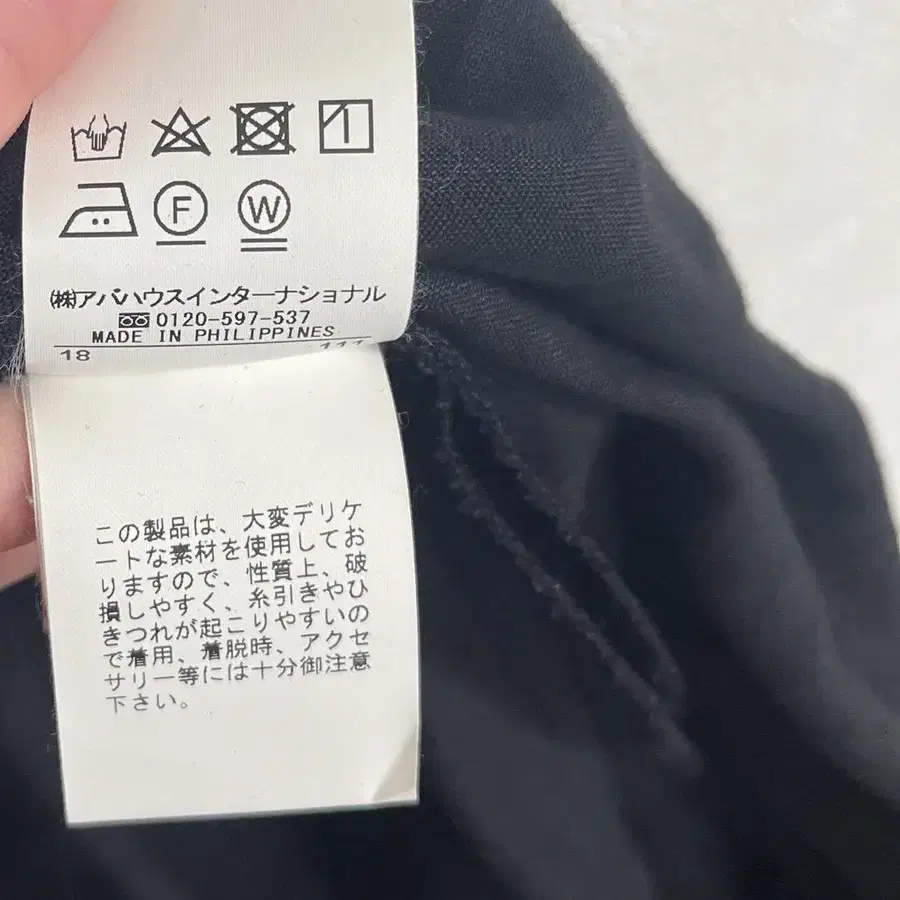 F W
(株)アバハウスインターナショナル
0120-597-537
MADE IN PHILIPPINES
18 111
この製品は、大変デリケ
ートな素材を使用してお
りますので、性質上、破
損しやすく、糸引きやひ
きつれが起こりやすいの
で着用、着脱時、アクセ
サリー等には十分御注意
下さい。